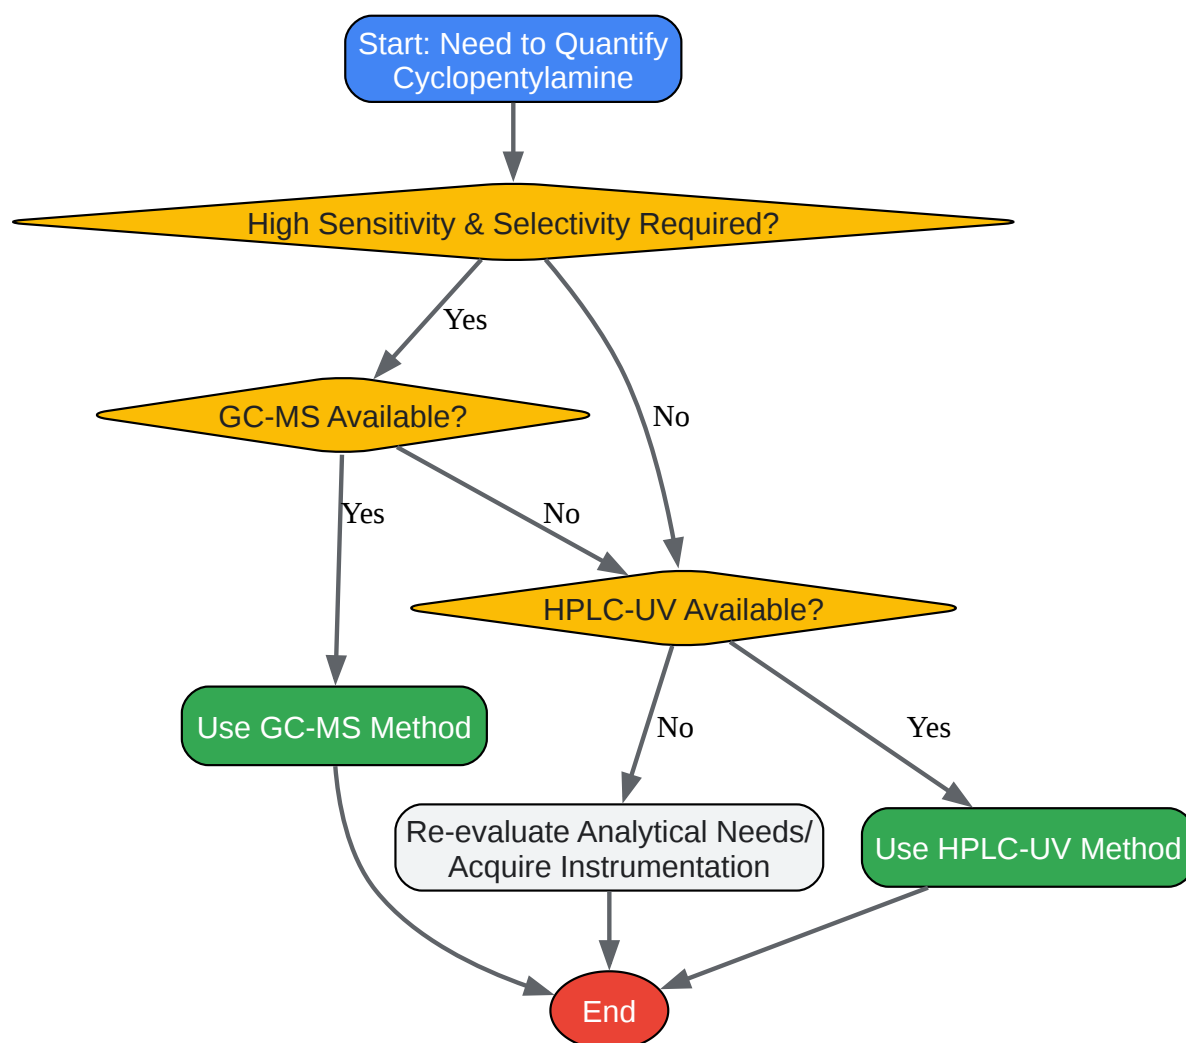 Start: Need to Quantify
Cyclopentylamine
High Sensitivity & Selectivity Required?
Yes
GC-MS Available?
No
Yes
No
HPLC-UV Available?
Use GC-MS Method
No
Yes
Re-evaluate Analytical Needs/
Acquire Instrumentation
Use HPLC-UV Method
End